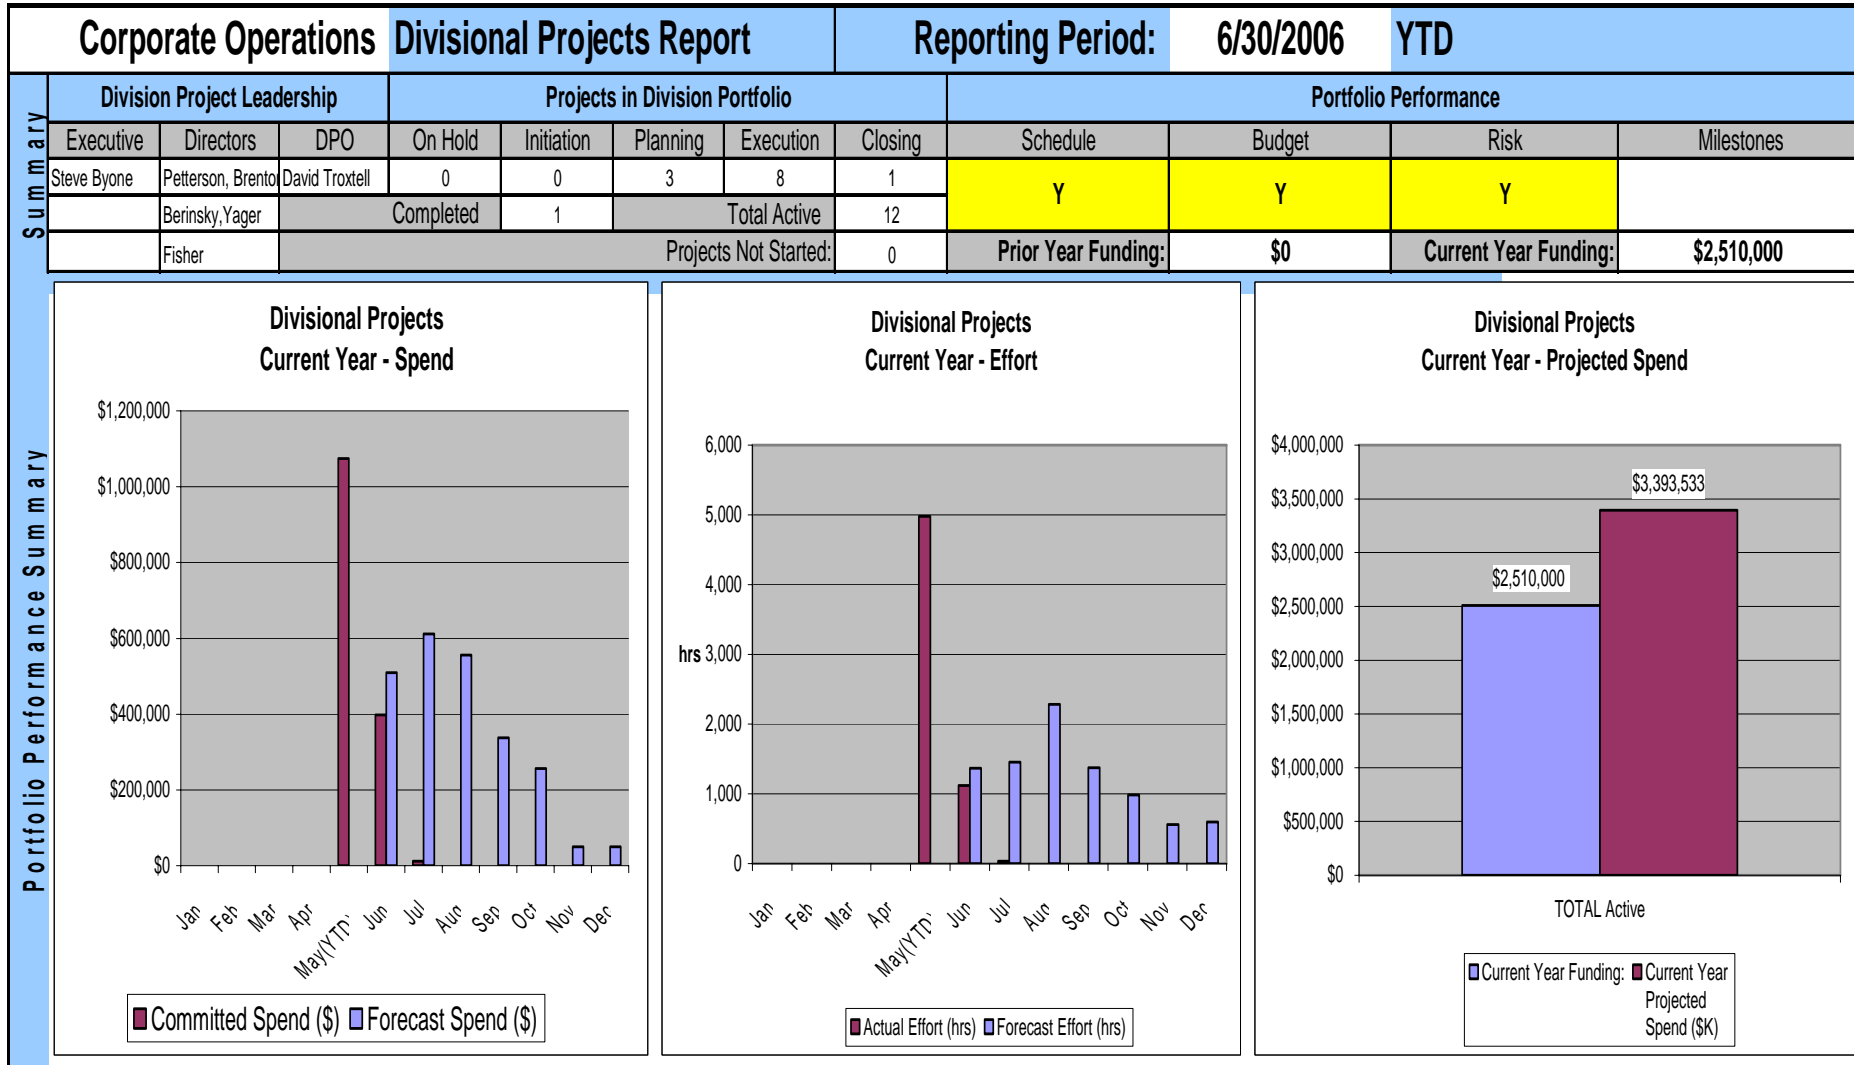 Corporate Operations Divisional Projects Report Reporting Period: 6/30/2006 YTD
Summary
Division Project Leadership Projects in Division Portfolio Portfolio Performance
Executive Directors DPO On Hold Initiation Planning Execution Closing Schedule Budget Risk Milestones
Steve Byone Petterson, Brenton David Troxtell 0 0 3 8 1 Y Y Y
Berinsky,Yager Completed 1 Total Active 12
Fisher Projects Not Started: 0 Prior Year Funding: $0 Current Year Funding: $2,510,000
Portfolio Performance Summary
Divisional Projects
Current Year - Spend
$1,200,000
$1,000,000
$800,000
$600,000
$400,000
$200,000
$0
Jan Feb Mar Apr May(YTD) Jun Jul Aug Sep Oct Nov Dec
Committed Spend ($) Forecast Spend ($)
Divisional Projects
Current Year - Effort
6,000
5,000
4,000
hrs 3,000
2,000
1,000
0
Jan Feb Mar Apr May(YTD) Jun Jul Aug Sep Oct Nov Dec
Actual Effort (hrs) Forecast Effort (hrs)
Divisional Projects
Current Year - Projected Spend
$4,000,000
$3,500,000
$3,000,000
$2,500,000
$2,000,000
$1,500,000
$1,000,000
$500,000
$0
$3,393,533
$2,510,000
TOTAL Active
Current Year Funding: Current Year
Projected
Spend ($K)